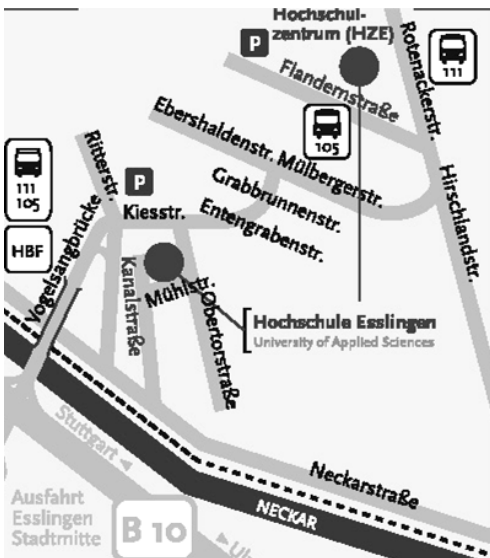 Hochschul-
zentrum (HZE)
P
Rotenackerstr.
111
Flandernstraße
105
Ebershaldenstr.
Mülbergerstr.
Hirschlandstr.
111
105
HBF
Ritterstr.
P
Kiesstr.
Grabbrunnenstr.
Entengrabenstr.
Vogelsangbrücke
Kanalstraße
Mühlstr.
Obertorstraße
Hochschule Esslingen
University of Applied Sciences
Stuttgart
Neckarstraße
NECKAR
Ausfahrt
Esslingen
Stadtmitte
B 10